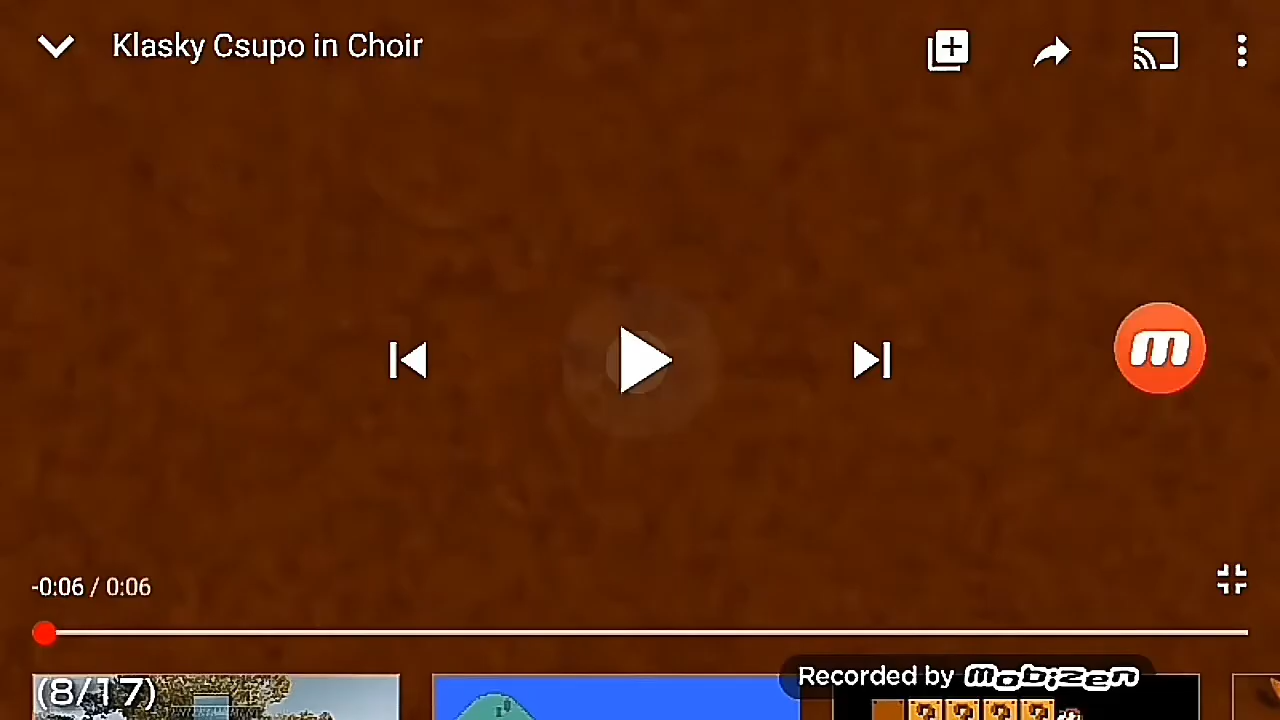 Klasky Csupo in Choir
m
-0:06 / 0:06
(8/17)
Recorded by mobizen
? ? ? ?